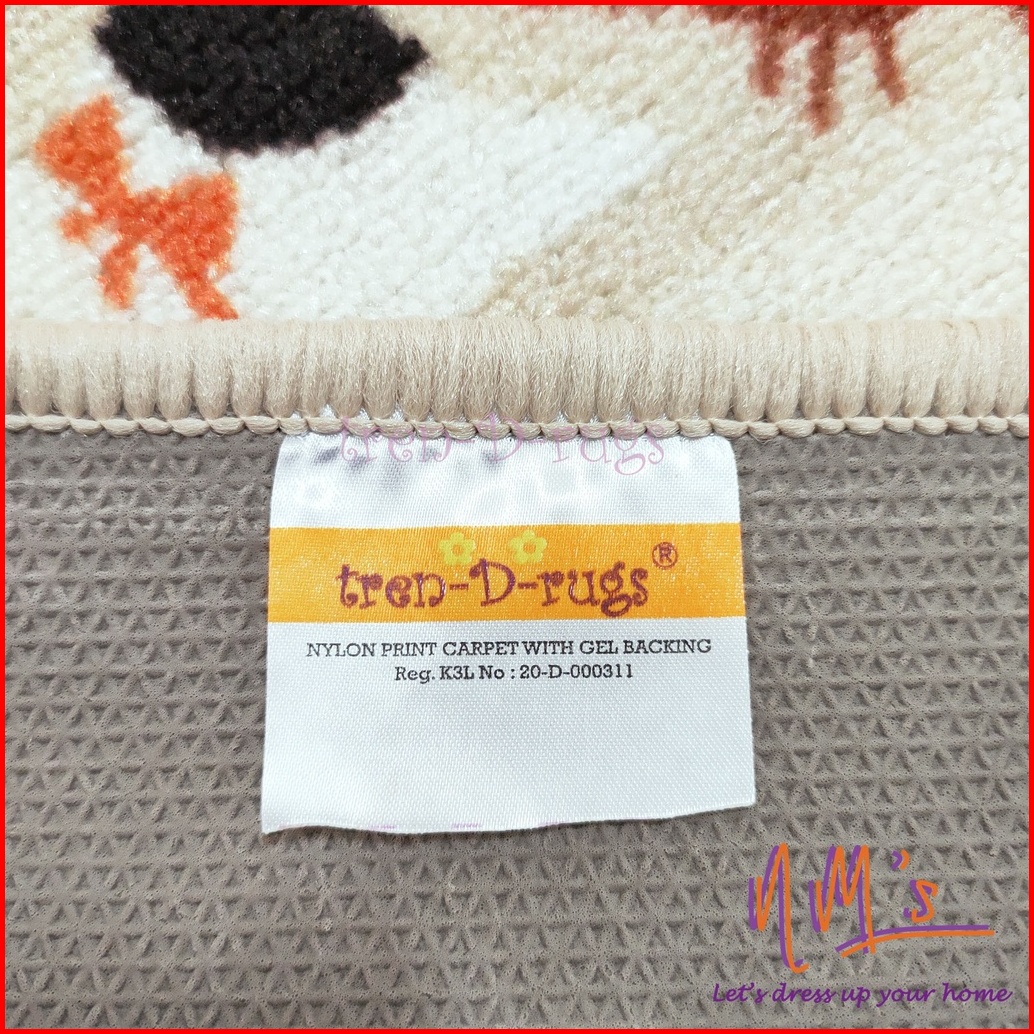 tren-D-rugs
tren-D-rugs®
NYLON PRINT CARPET WITH GEL BACKING
Reg. K3L No : 20-D-000311
NM's
Let's dress up your home